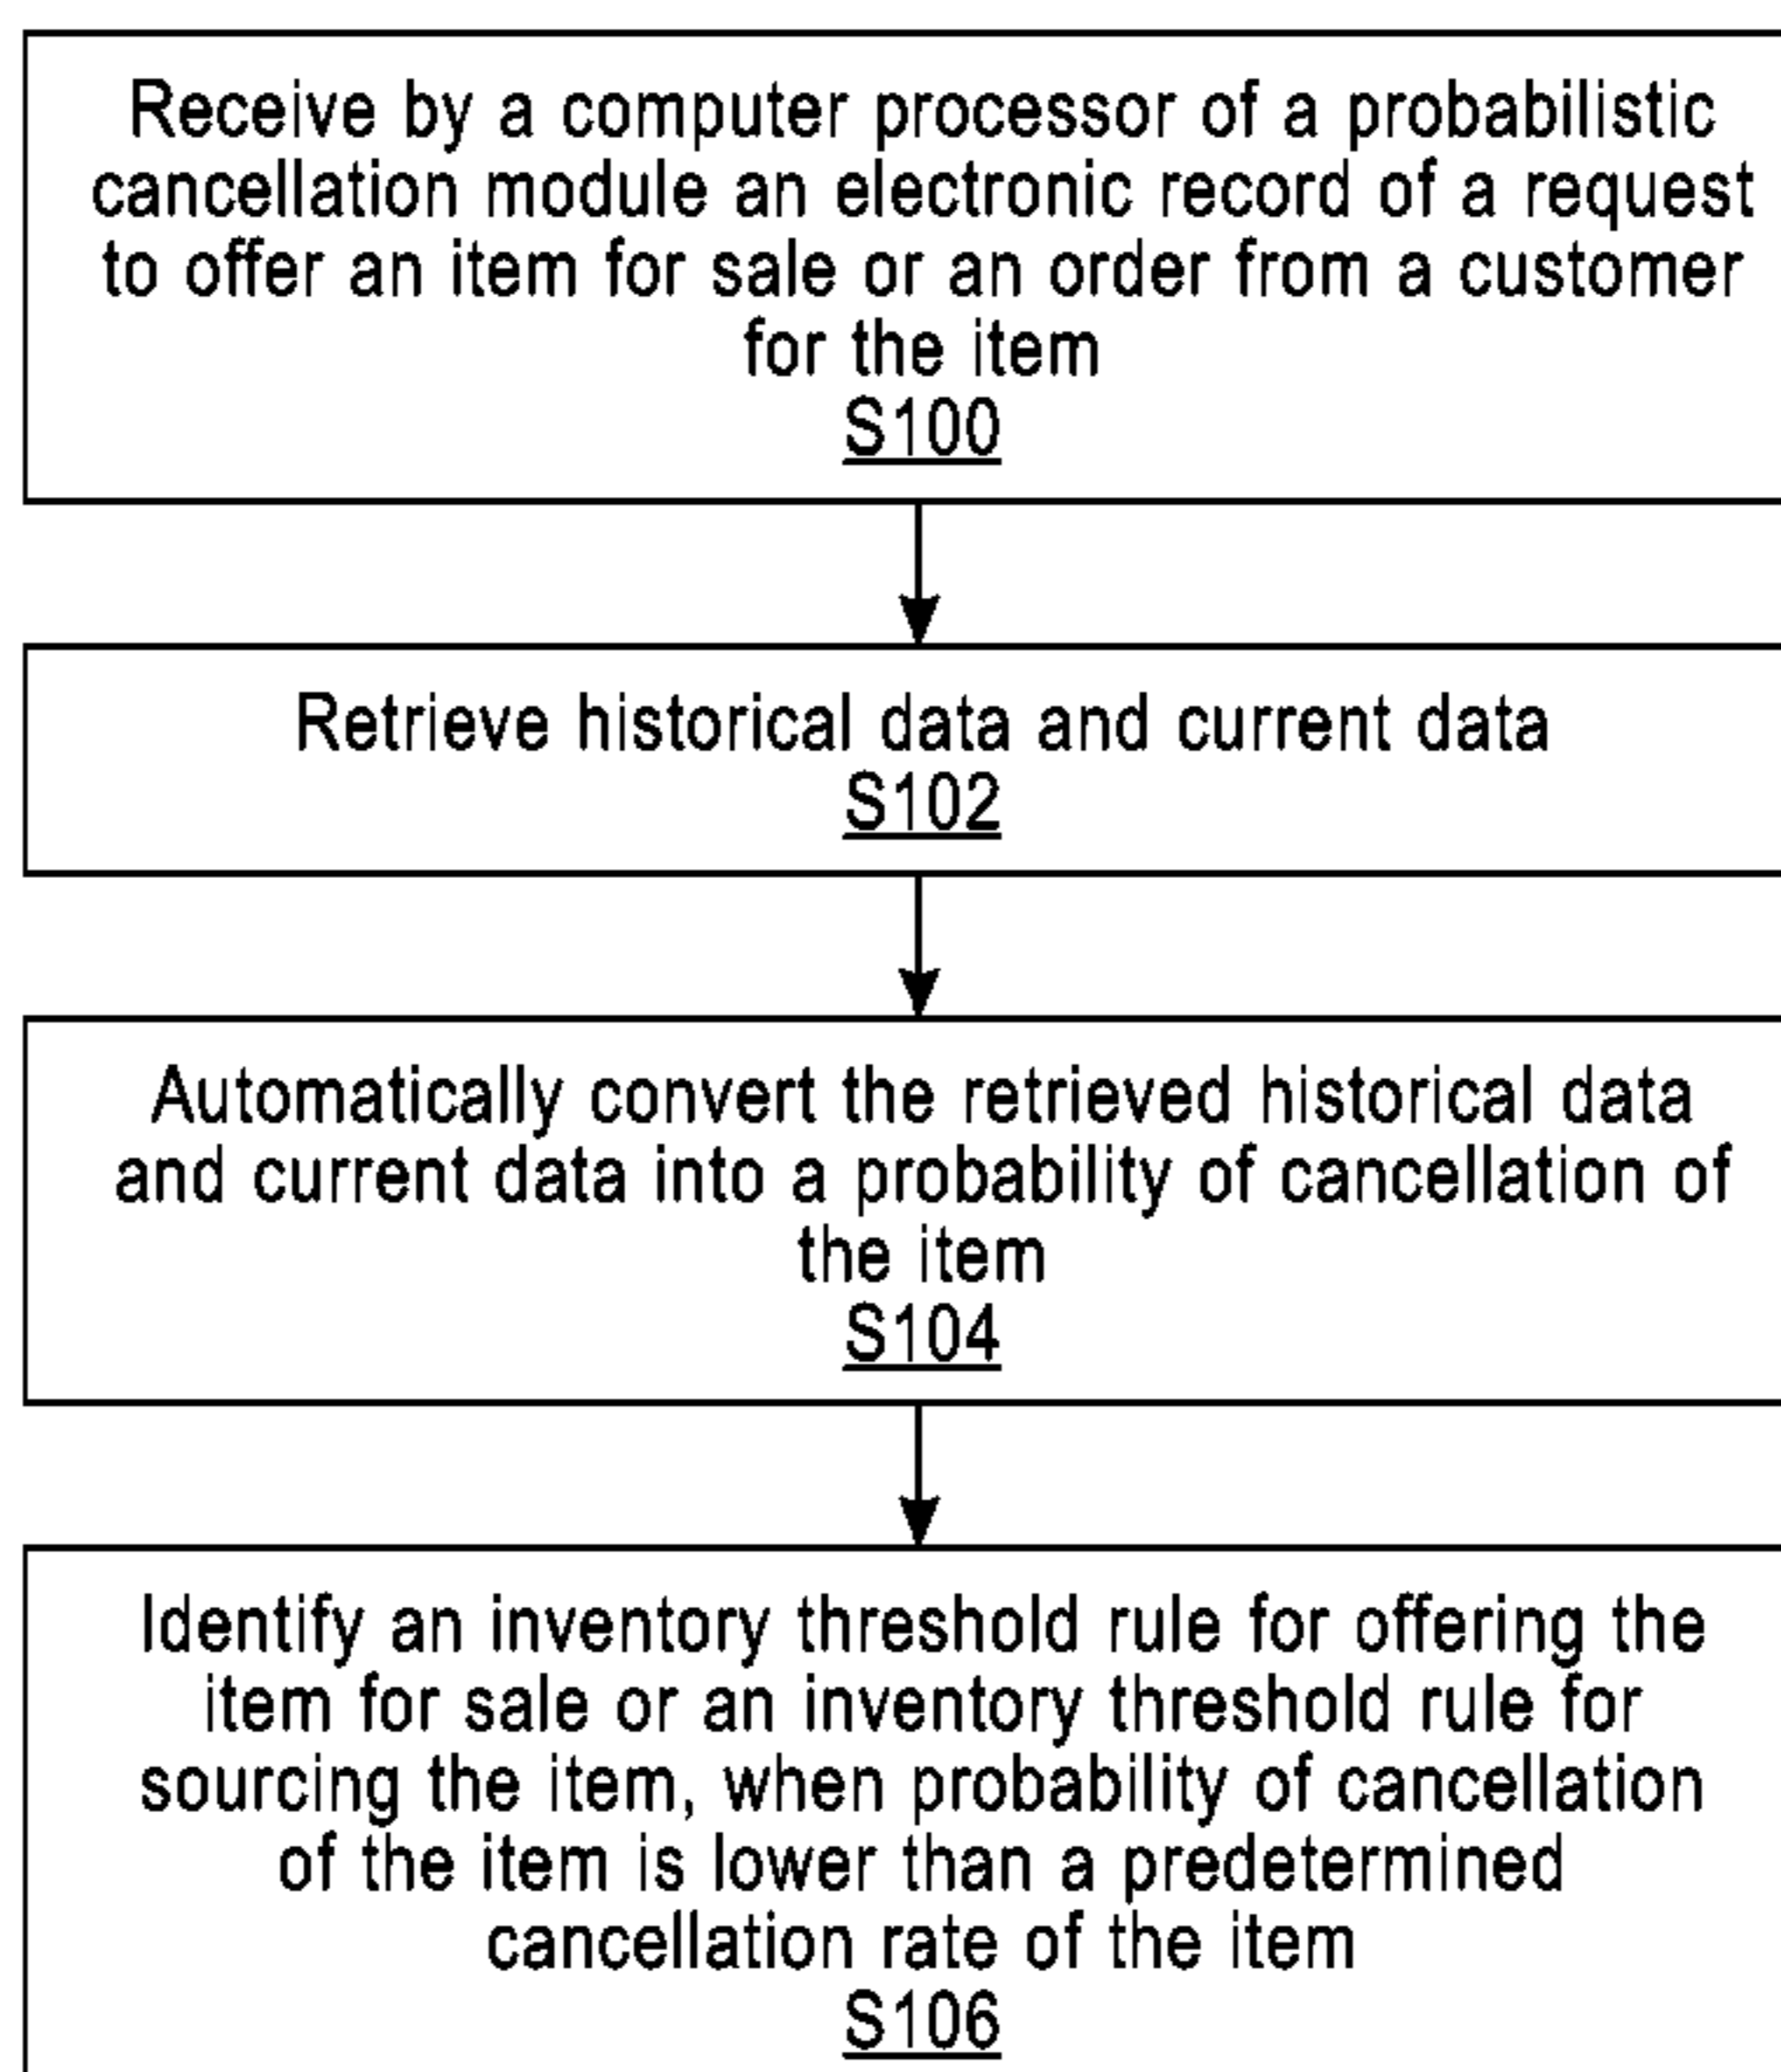 Receive by a computer processor of a probabilistic
cancellation module an electronic record of a request
to offer an item for sale or an order from a customer
for the item
S100
Retrieve historical data and current data
S102
Automatically convert the retrieved historical data
and current data into a probability of cancellation of
the item
S104
Identify an inventory threshold rule for offering the
item for sale or an inventory threshold rule for
sourcing the item, when probability of cancellation
of the item is lower than a predetermined
cancellation rate of the item
S106